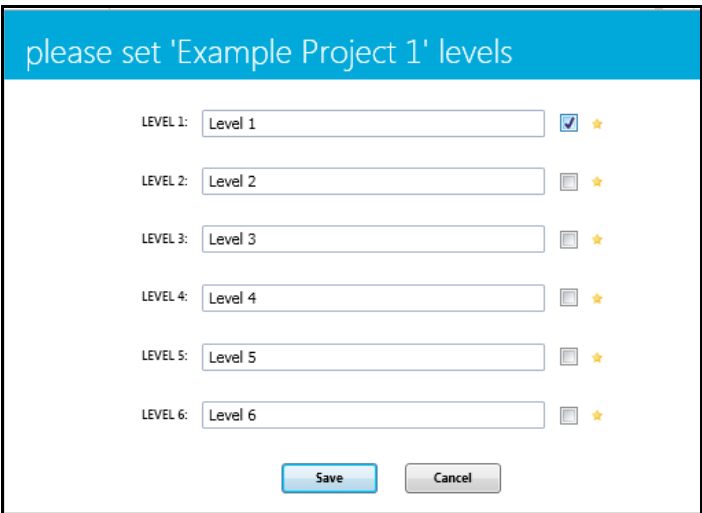 please set 'Example Project 1' levels
LEVEL 1: Level 1
LEVEL 2: Level 2
LEVEL 3: Level 3
LEVEL 4: Level 4
LEVEL 5: Level 5
LEVEL 6: Level 6
Save Cancel